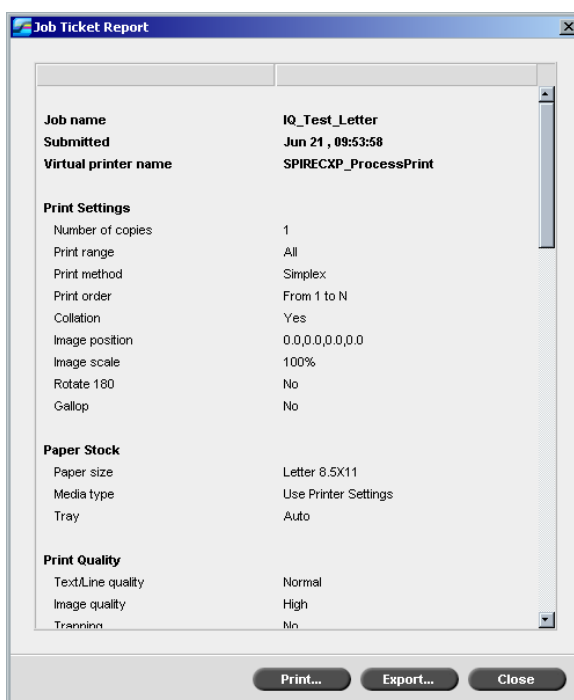 Job Ticket Report
Job name IQ_Test_Letter
Submitted Jun 21 , 09:53:58
Virtual printer name SPIRECXP_ProcessPrint
Print Settings
Number of copies 1
Print range All
Print method Simplex
Print order From 1 to N
Collation Yes
Image position 0.0,0.0,0.0,0.0
Image scale 100%
Rotate 180 No
Gallop No
Paper Stock
Paper size Letter 8.5X11
Media type Use Printer Settings
Tray Auto
Print Quality
Text/Line quality Normal
Image quality High
Trapping No
Print... Export... Close